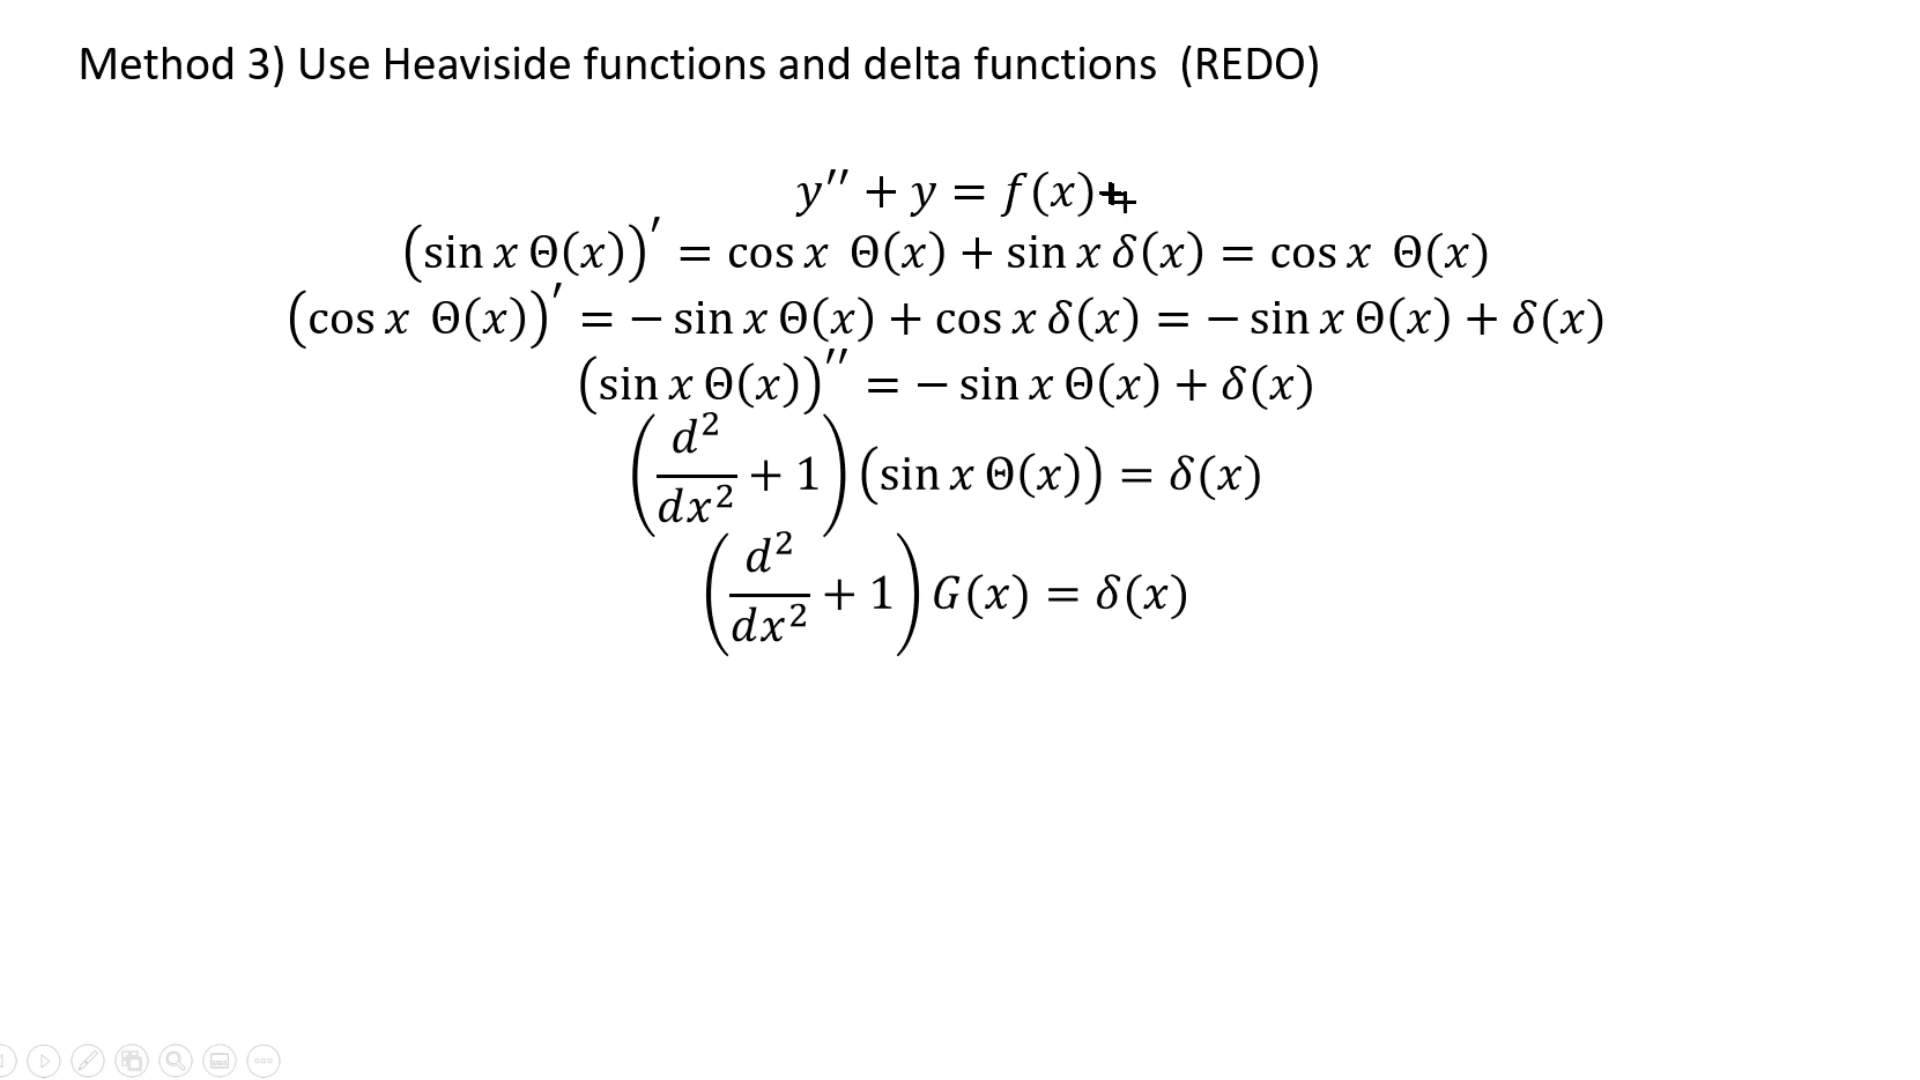 Method 3) Use Heaviside functions and delta functions (REDO)
y′′ + y = f(x)
(sin x Θ(x))′ = cos x Θ(x) + sin x δ(x) = cos x Θ(x)
(cos x Θ(x))′ = − sin x Θ(x) + cos x δ(x) = − sin x Θ(x) + δ(x)
(sin x Θ(x))′′ = − sin x Θ(x) + δ(x)
(d²/dx² + 1)(sin x Θ(x)) = δ(x)
(d²/dx² + 1) G(x) = δ(x)